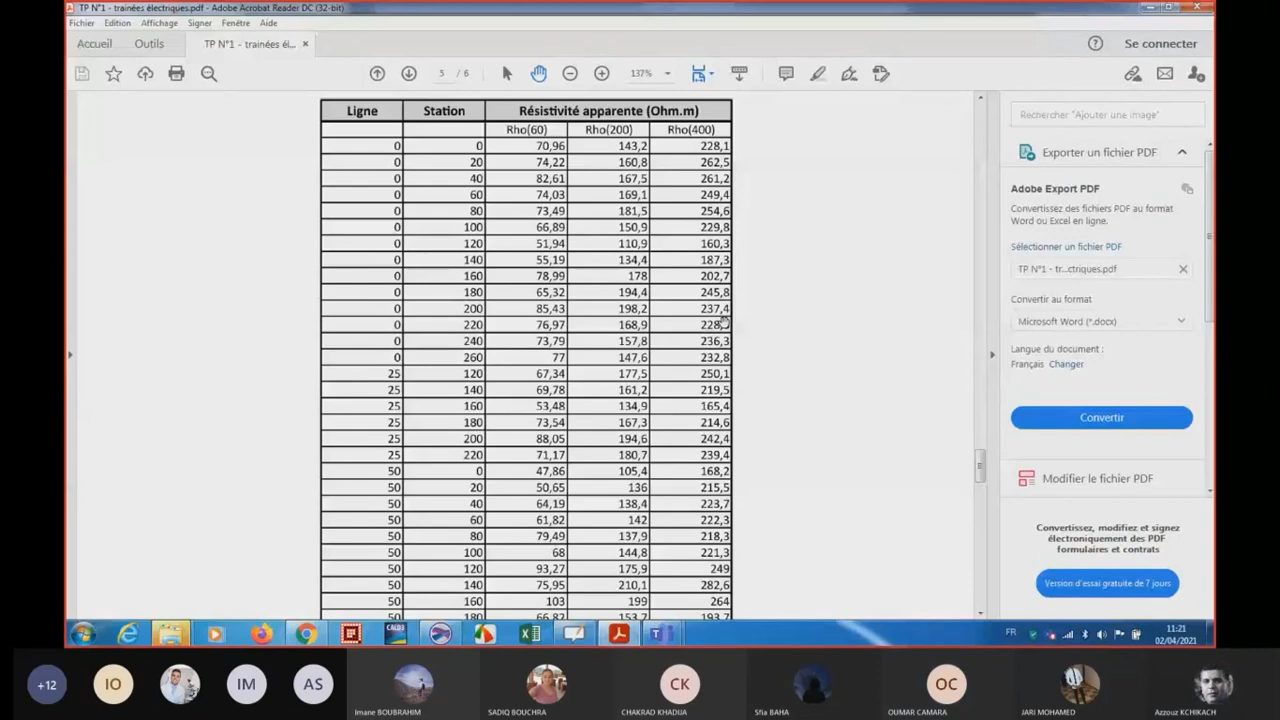 TP N°1 - trainées électriques.pdf - Adobe Acrobat Reader DC (32-bit)
Fichier Edition Affichage Signer Fenêtre Aide
Accueil Outils TP N°1 - trainées él... × Se connecter
5 / 6 137%
Ligne Station Résistivité apparente (Ohm.m)
Rho(60) Rho(200) Rho(400)
0 0 70,96 143,2 228,1
0 20 74,22 160,8 262,5
0 40 82,61 167,5 261,2
0 60 74,03 169,1 249,4
0 80 73,49 181,5 254,6
0 100 66,89 150,9 229,8
0 120 51,94 110,9 160,3
0 140 55,19 134,4 187,3
0 160 78,99 178 202,7
0 180 65,32 194,4 245,8
0 200 85,43 198,2 237,4
0 220 76,97 168,9 228,
0 240 73,79 157,8 236,3
0 260 77 147,6 232,8
25 120 67,34 177,5 250,1
25 140 69,78 161,2 219,5
25 160 53,48 134,9 165,4
25 180 73,54 167,3 214,6
25 200 88,05 194,6 242,4
25 220 71,17 180,7 239,4
50 0 47,86 105,4 168,2
50 20 50,65 136 215,5
50 40 64,19 138,4 223,7
50 60 61,82 142 222,3
50 80 79,49 137,9 218,3
50 100 68 144,8 221,3
50 120 93,27 175,9 249
50 140 75,95 210,1 282,6
50 160 103 199 264
50 180 66,82 153,7 193,7
Rechercher "Ajouter une image"
Exporter un fichier PDF
Adobe Export PDF
Convertissez des fichiers PDF au format
Word ou Excel en ligne.
Sélectionner un fichier PDF
TP N°1 - tr...ctriques.pdf
Convertir au format
Microsoft Word (*.docx)
Langue du document :
Français Changer
Convertir
Modifier le fichier PDF
Convertissez, modifiez et signez
électroniquement des PDF
formulaires et contrats
Version d'essai gratuite de 7 jours
FR 11:21
02/04/2021
+12 IO IM AS CK OC
Imane BOUBRAHIM SADIQ BOUCHRA CHAKRAD KHADIJA Sfia BAHA OUMAR CAMARA JARI MOHAMED Azzouz KCHIKACH